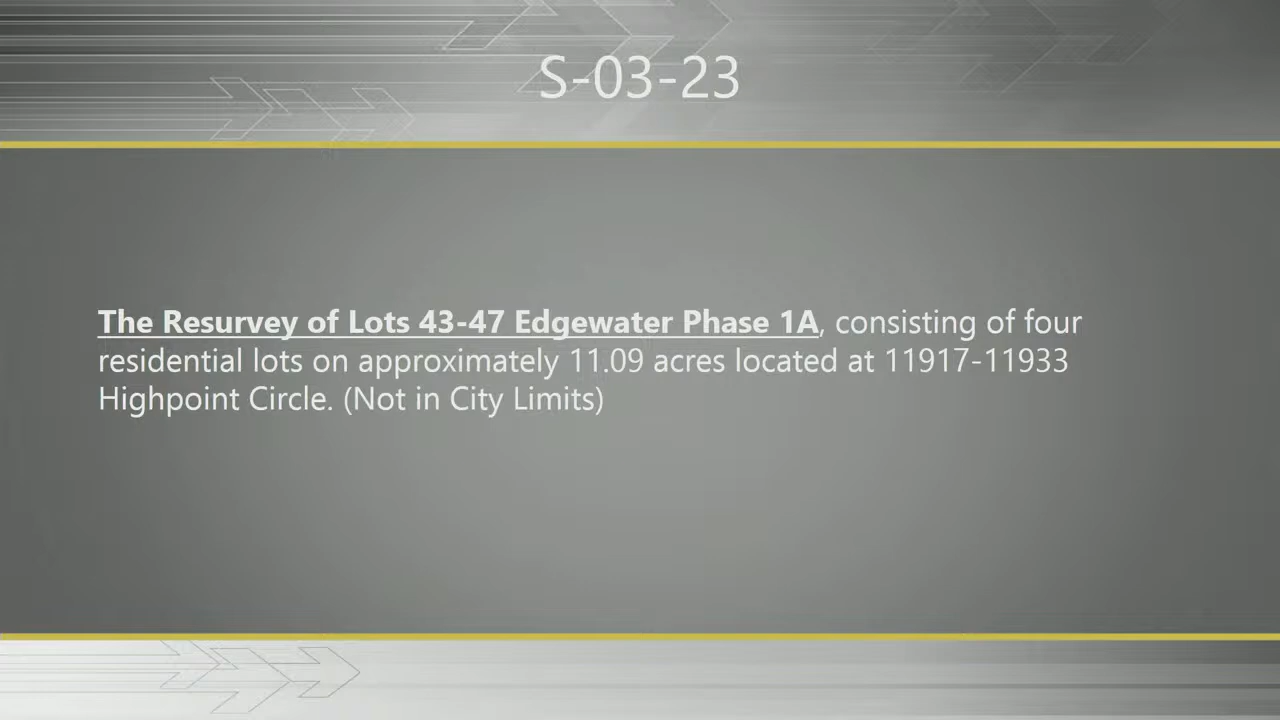 S-03-23
The Resurvey of Lots 43-47 Edgewater Phase 1A, consisting of four
residential lots on approximately 11.09 acres located at 11917-11933
Highpoint Circle. (Not in City Limits)